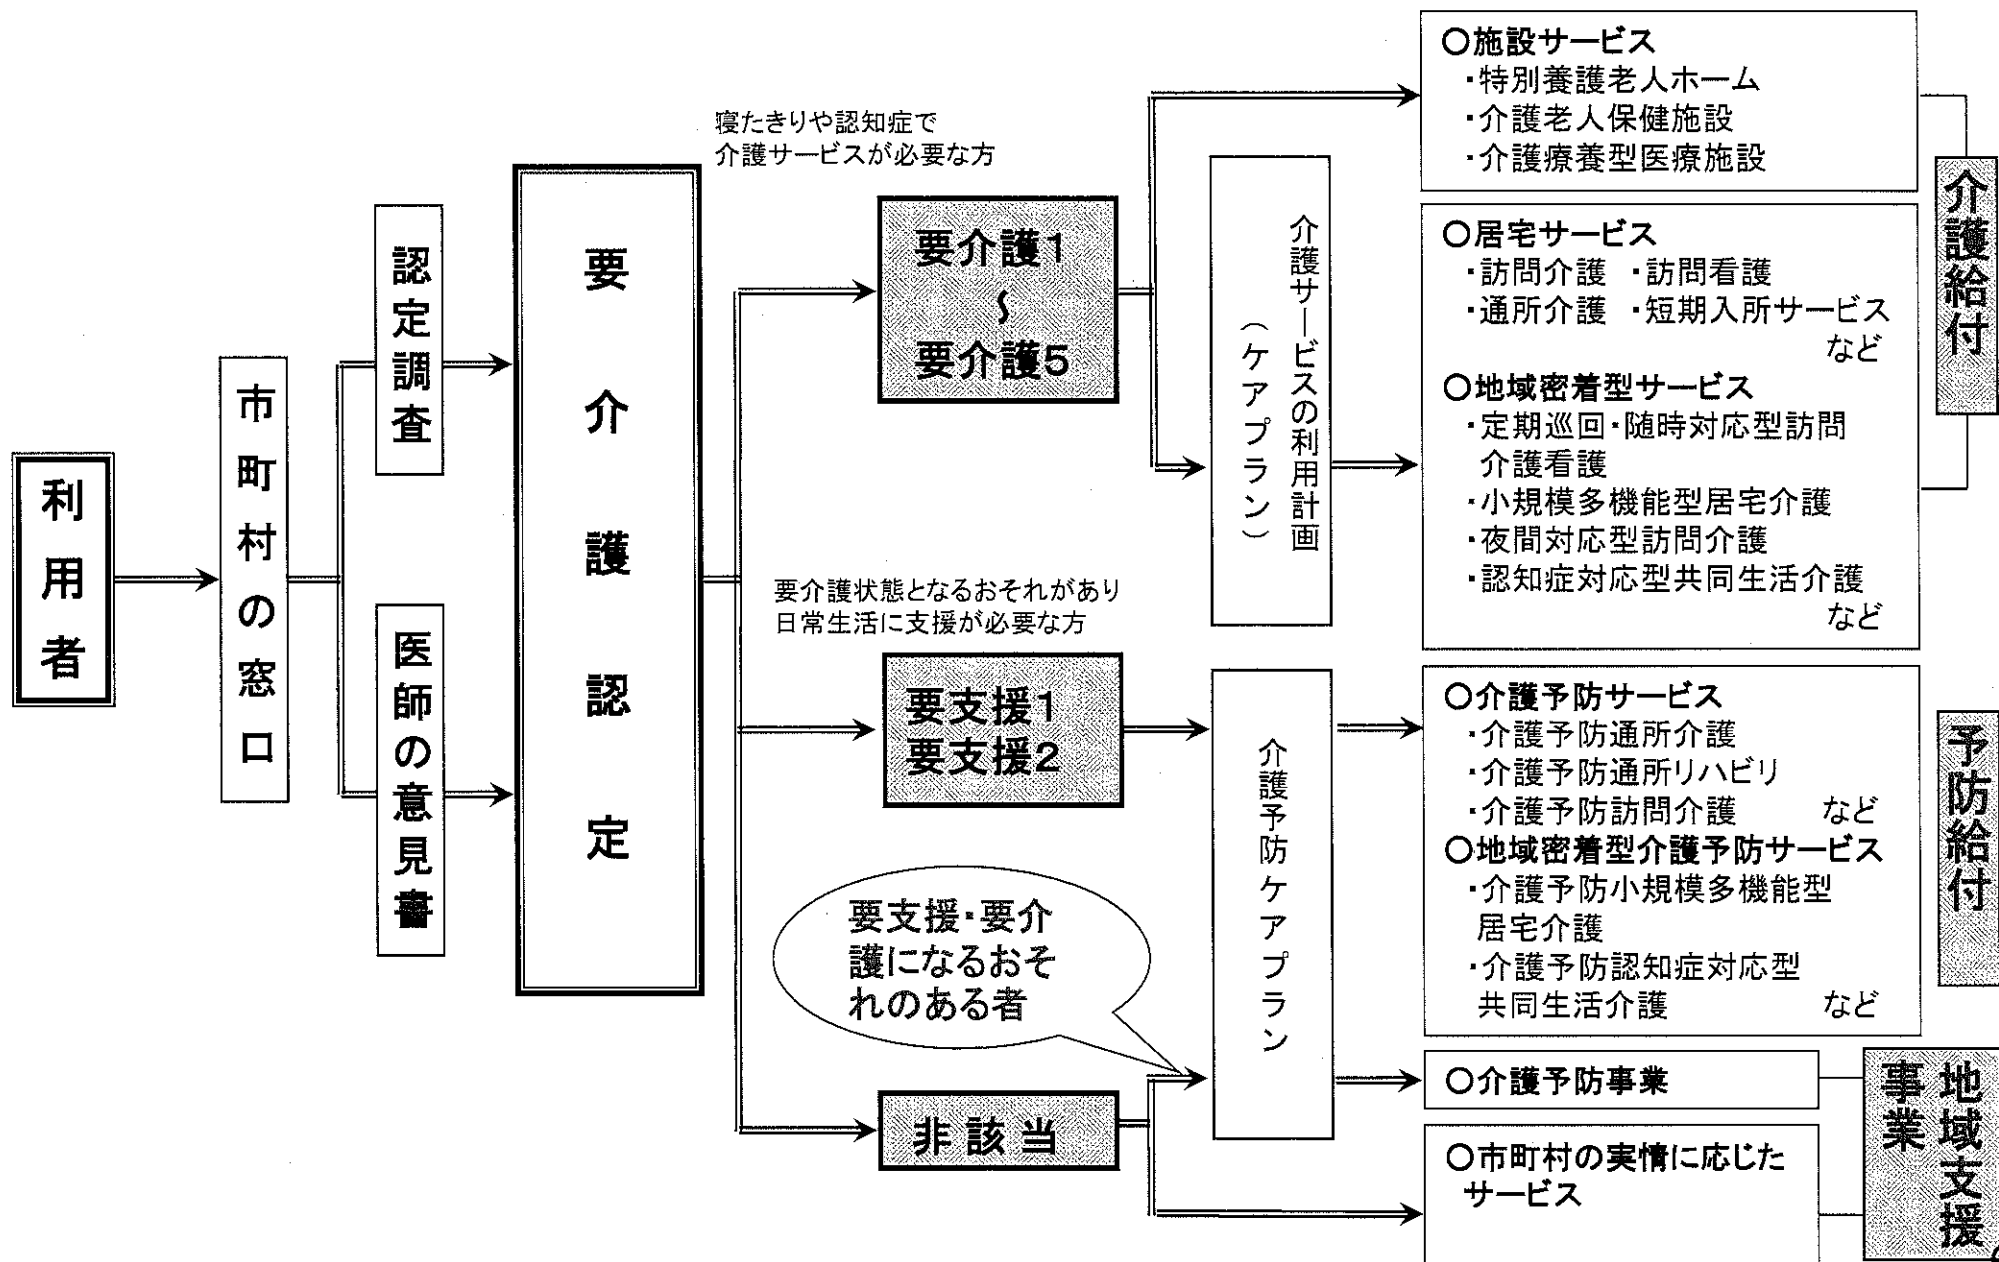 利用者
市町村の窓口
認定調査
医師の意見書
要介護認定
寝たきりや認知症で
介護サービスが必要な方
要介護1
～
要介護5
要介護状態となるおそれがあり
日常生活に支援が必要な方
要支援1
要支援2
要支援・要介
護になるおそ
れのある者
非該当
介護サービスの利用計画
（ケアプラン）
介護予防ケアプラン
○施設サービス
・特別養護老人ホーム
・介護老人保健施設
・介護療養型医療施設
○居宅サービス
・訪問介護 ・訪問看護
・通所介護 ・短期入所サービス
など
○地域密着型サービス
・定期巡回・随時対応型訪問
介護看護
・小規模多機能型居宅介護
・夜間対応型訪問介護
・認知症対応型共同生活介護
など
介護給付
○介護予防サービス
・介護予防通所介護
・介護予防通所リハビリ
・介護予防訪問介護 など
○地域密着型介護予防サービス
・介護予防小規模多機能型
居宅介護
・介護予防認知症対応型
共同生活介護 など
予防給付
○介護予防事業
○市町村の実情に応じた
サービス
地域支援
事業